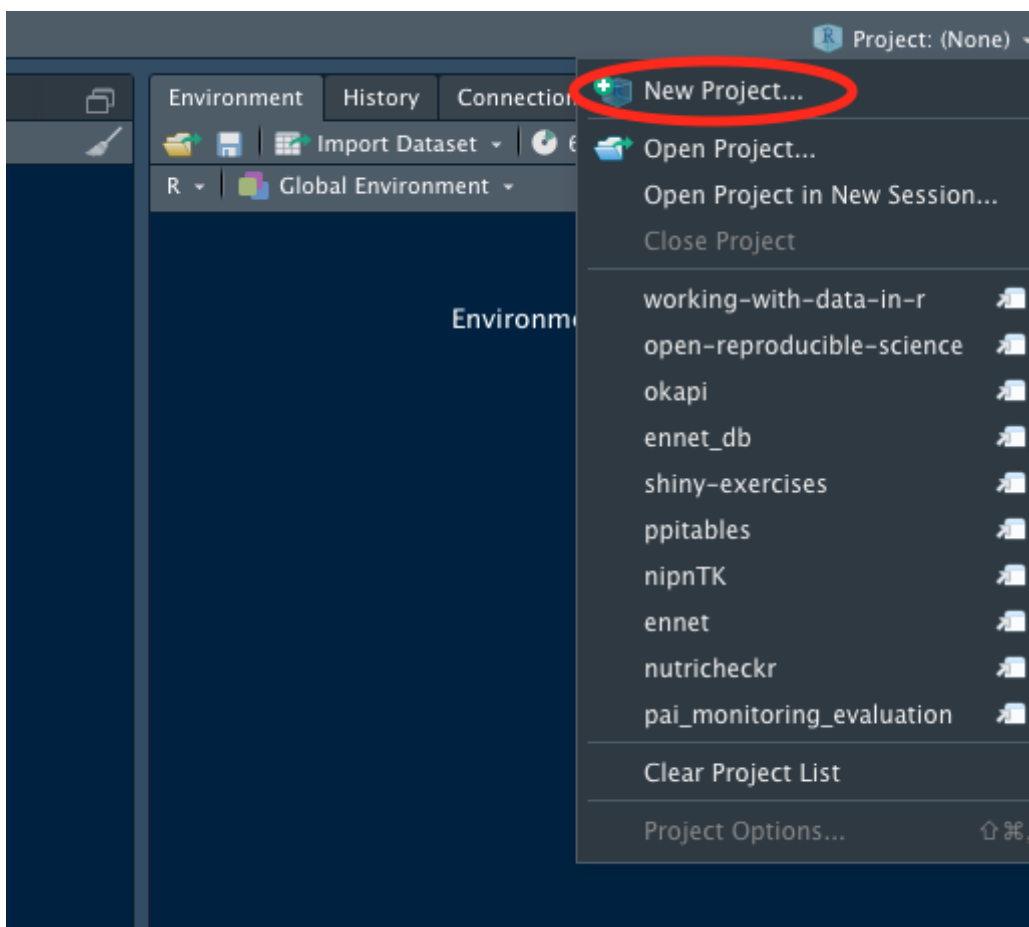 Project: (None)
Environment History Connection
New Project...
Import Dataset
R Global Environment
Open Project...
Open Project in New Session...
Close Project
Environme
working-with-data-in-r
open-reproducible-science
okapi
ennet_db
shiny-exercises
ppitables
nipnTK
ennet
nutricheckr
pai_monitoring_evaluation
Clear Project List
Project Options... ⇧⌘,